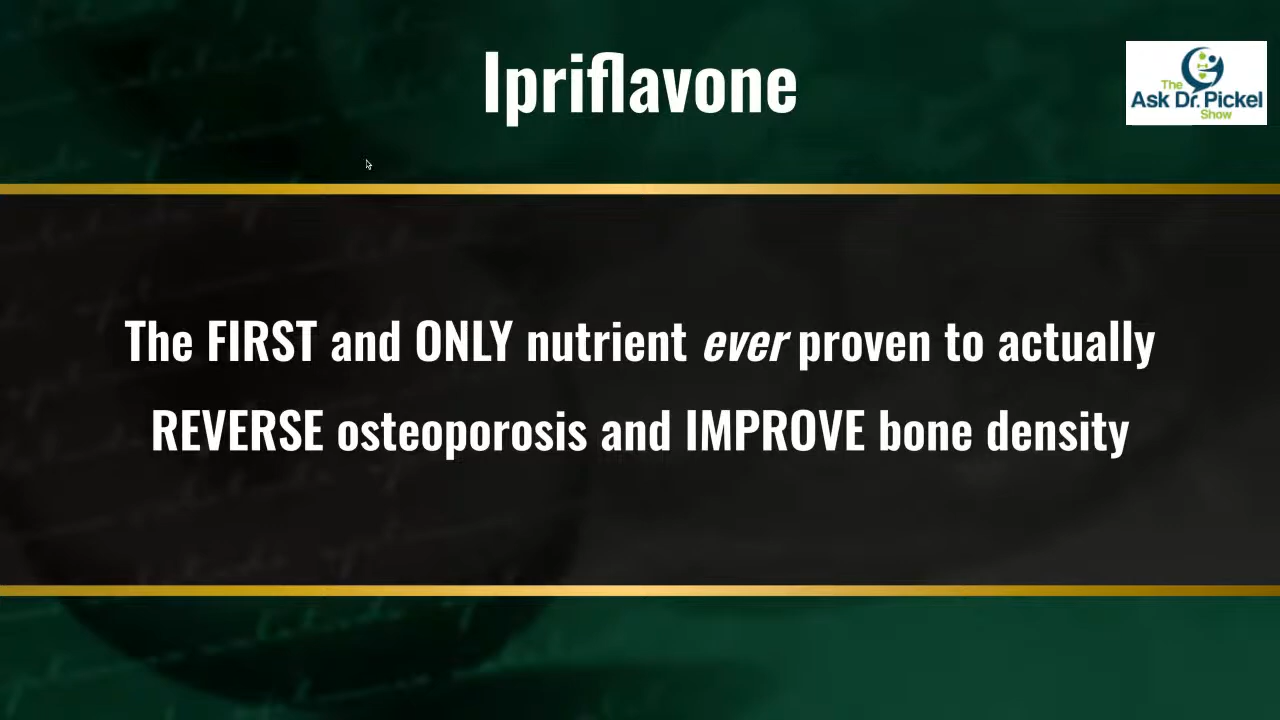 Ipriflavone
The
Ask Dr. Pickel
Show
The FIRST and ONLY nutrient ever proven to actually
REVERSE osteoporosis and IMPROVE bone density